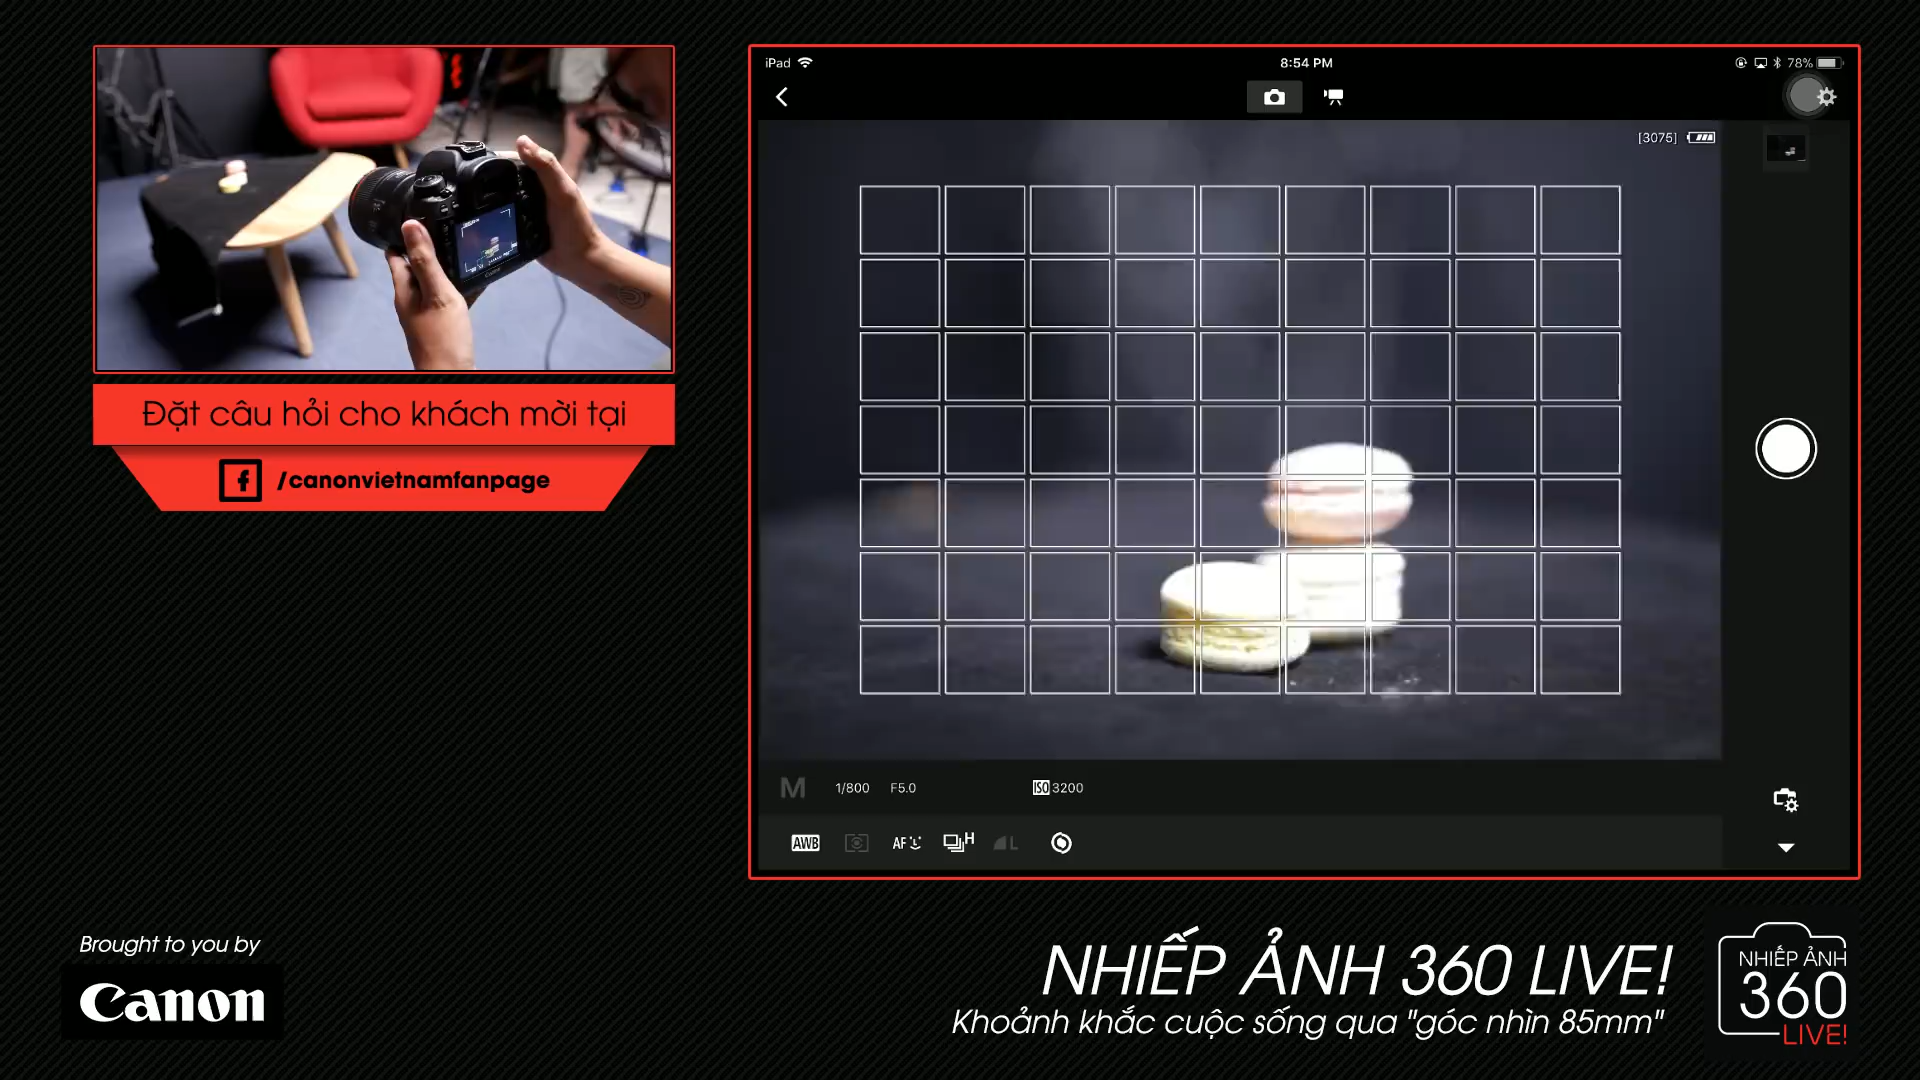 iPad
8:54 PM
78%
[3075]
Đặt câu hỏi cho khách mời tại
f /canonvietnamfanpage
M 1/800 F5.0 ISO 3200
AWB AF H L
Brought to you by
Canon
NHIẾP ẢNH 360 LIVE!
Khoảnh khắc cuộc sống qua "góc nhìn 85mm"
NHIẾP ẢNH
360
LIVE!